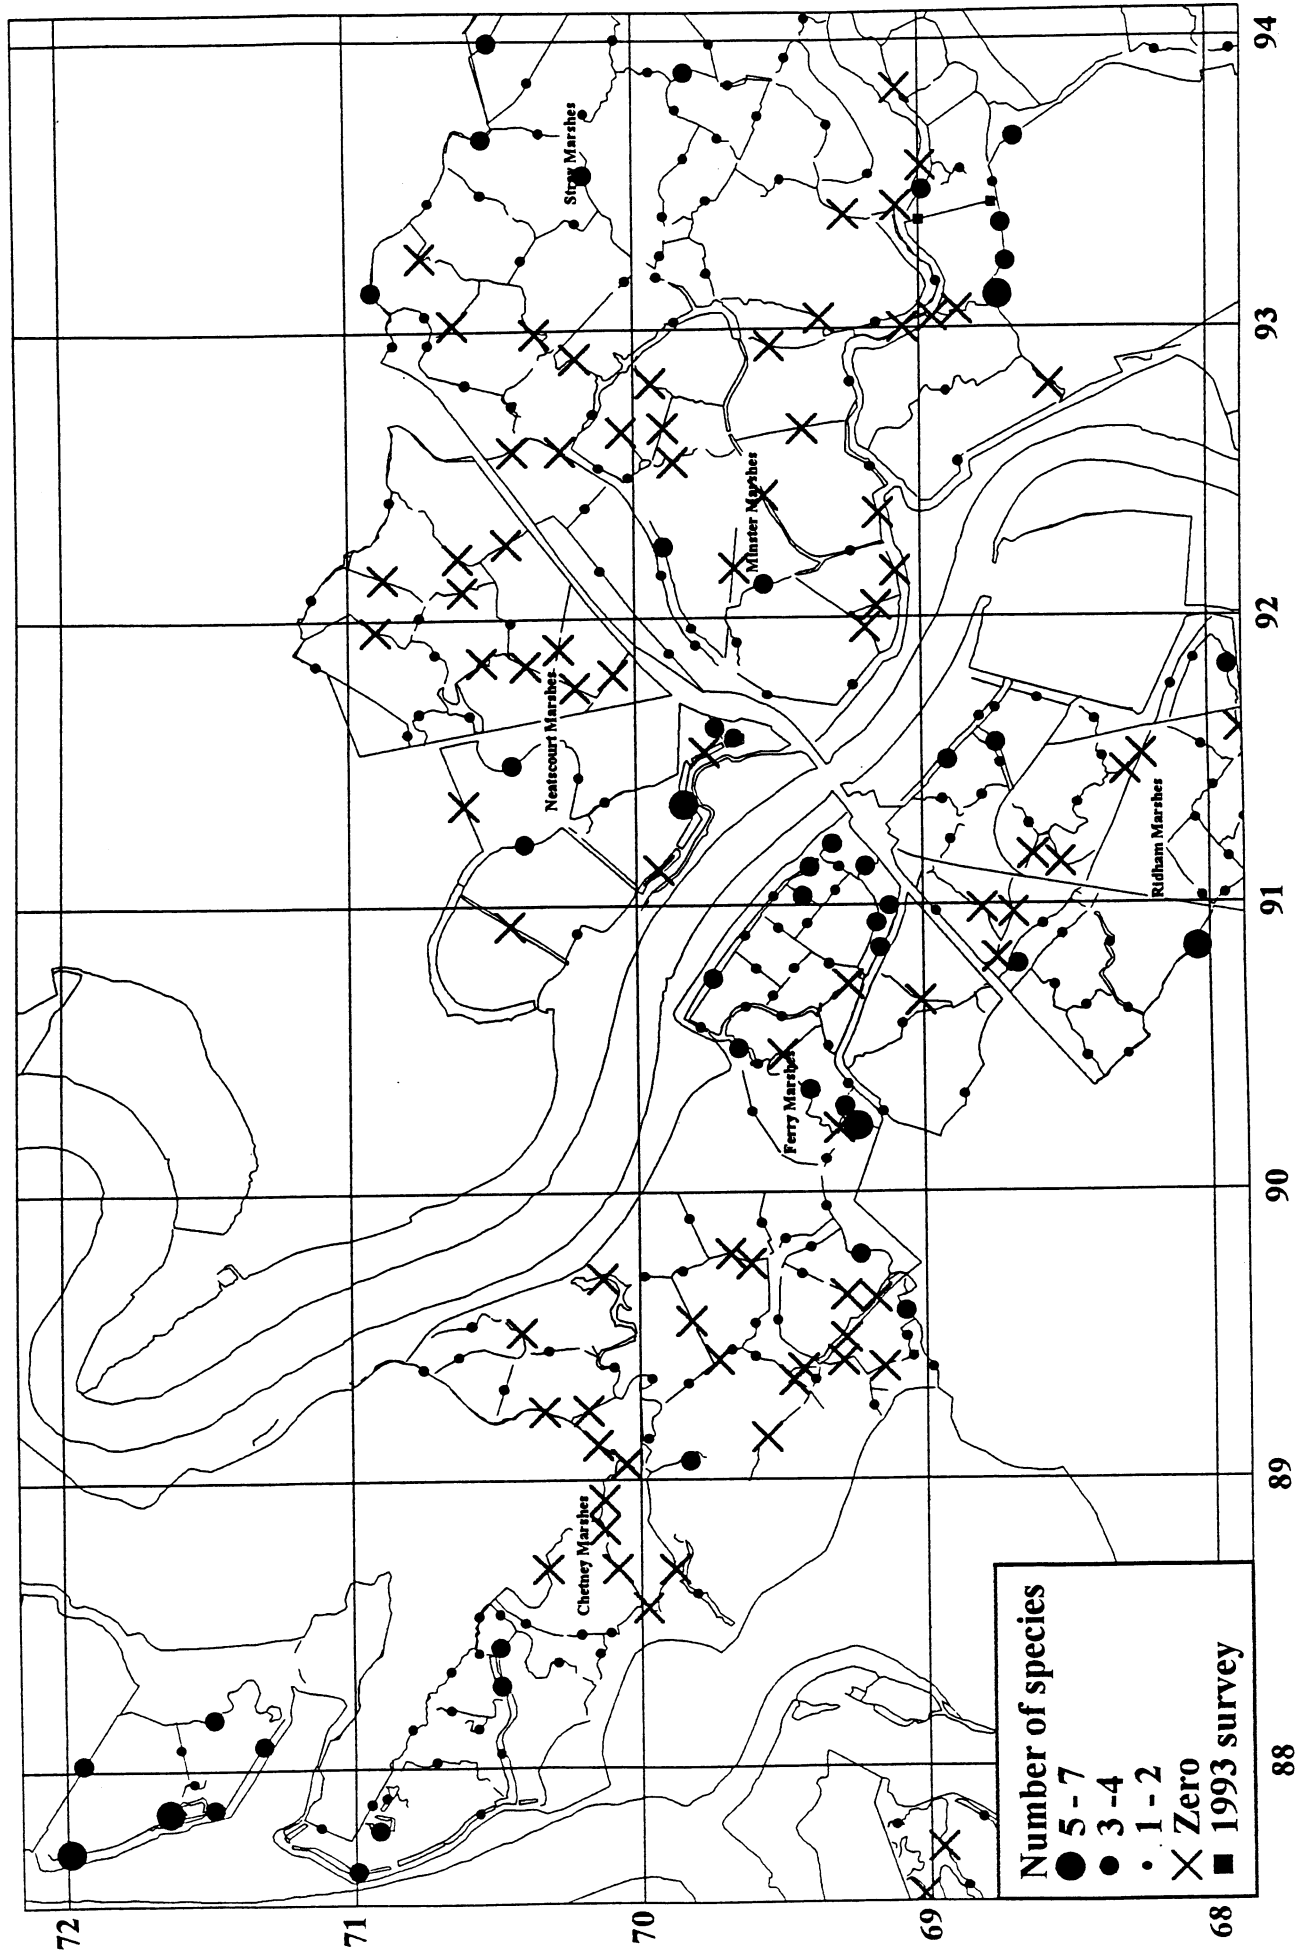 72
71
70
69
68
88
89
90
91
92
93
94
Chetney Marshes
Ferry Marshes
Neatscourt Marshes
Minster Marshes
Stray Marshes
Ridham Marshes
Number of species
5 - 7
3 - 4
1 - 2
Zero
1993 survey